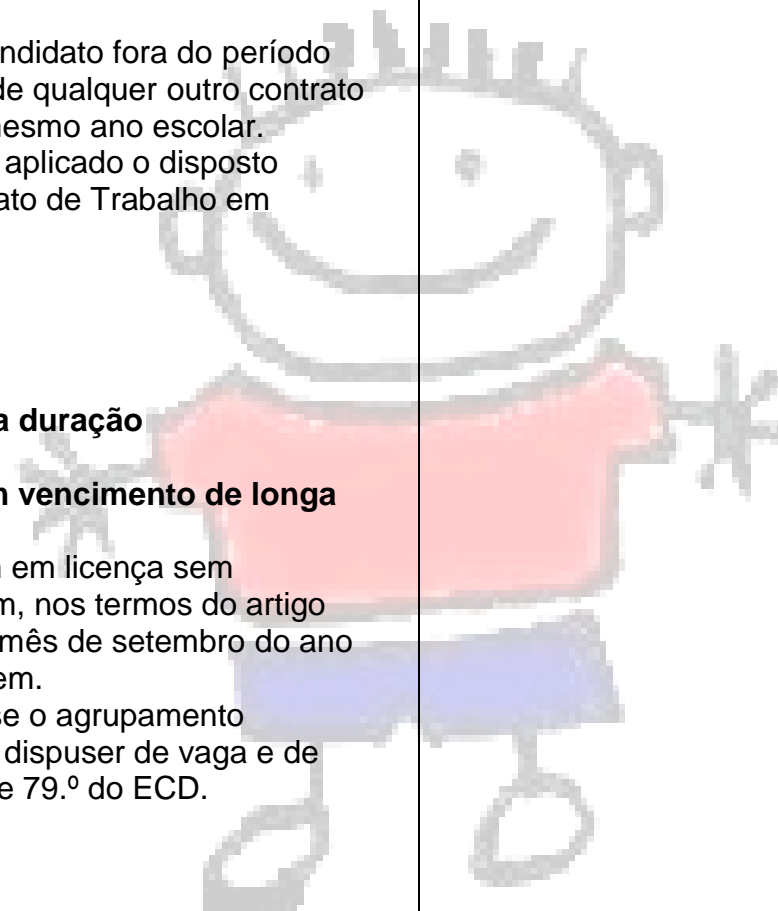 ndidato fora do período
de qualquer outro contrato
nesmo ano escolar.
aplicado o disposto
ato de Trabalho em
a duração
n vencimento de longa
n em licença sem
m, nos termos do artigo
mês de setembro do ano
em.
se o agrupamento
dispuser de vaga e de
e 79.º do ECD.